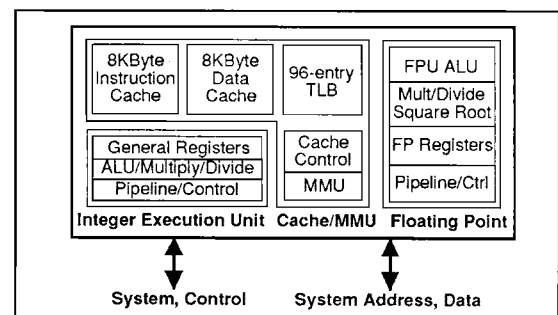 8KByte
Instruction
Cache
8KByte
Data
Cache
96-entry
TLB
FPU ALU
Mult/Divide
Square Root
FP Registers
Pipeline/Ctrl
General Registers
ALU/Multiply/Divide
Pipeline/Control
Cache
Control
MMU
Integer Execution Unit
Cache/MMU
Floating Point
System, Control
System Address, Data